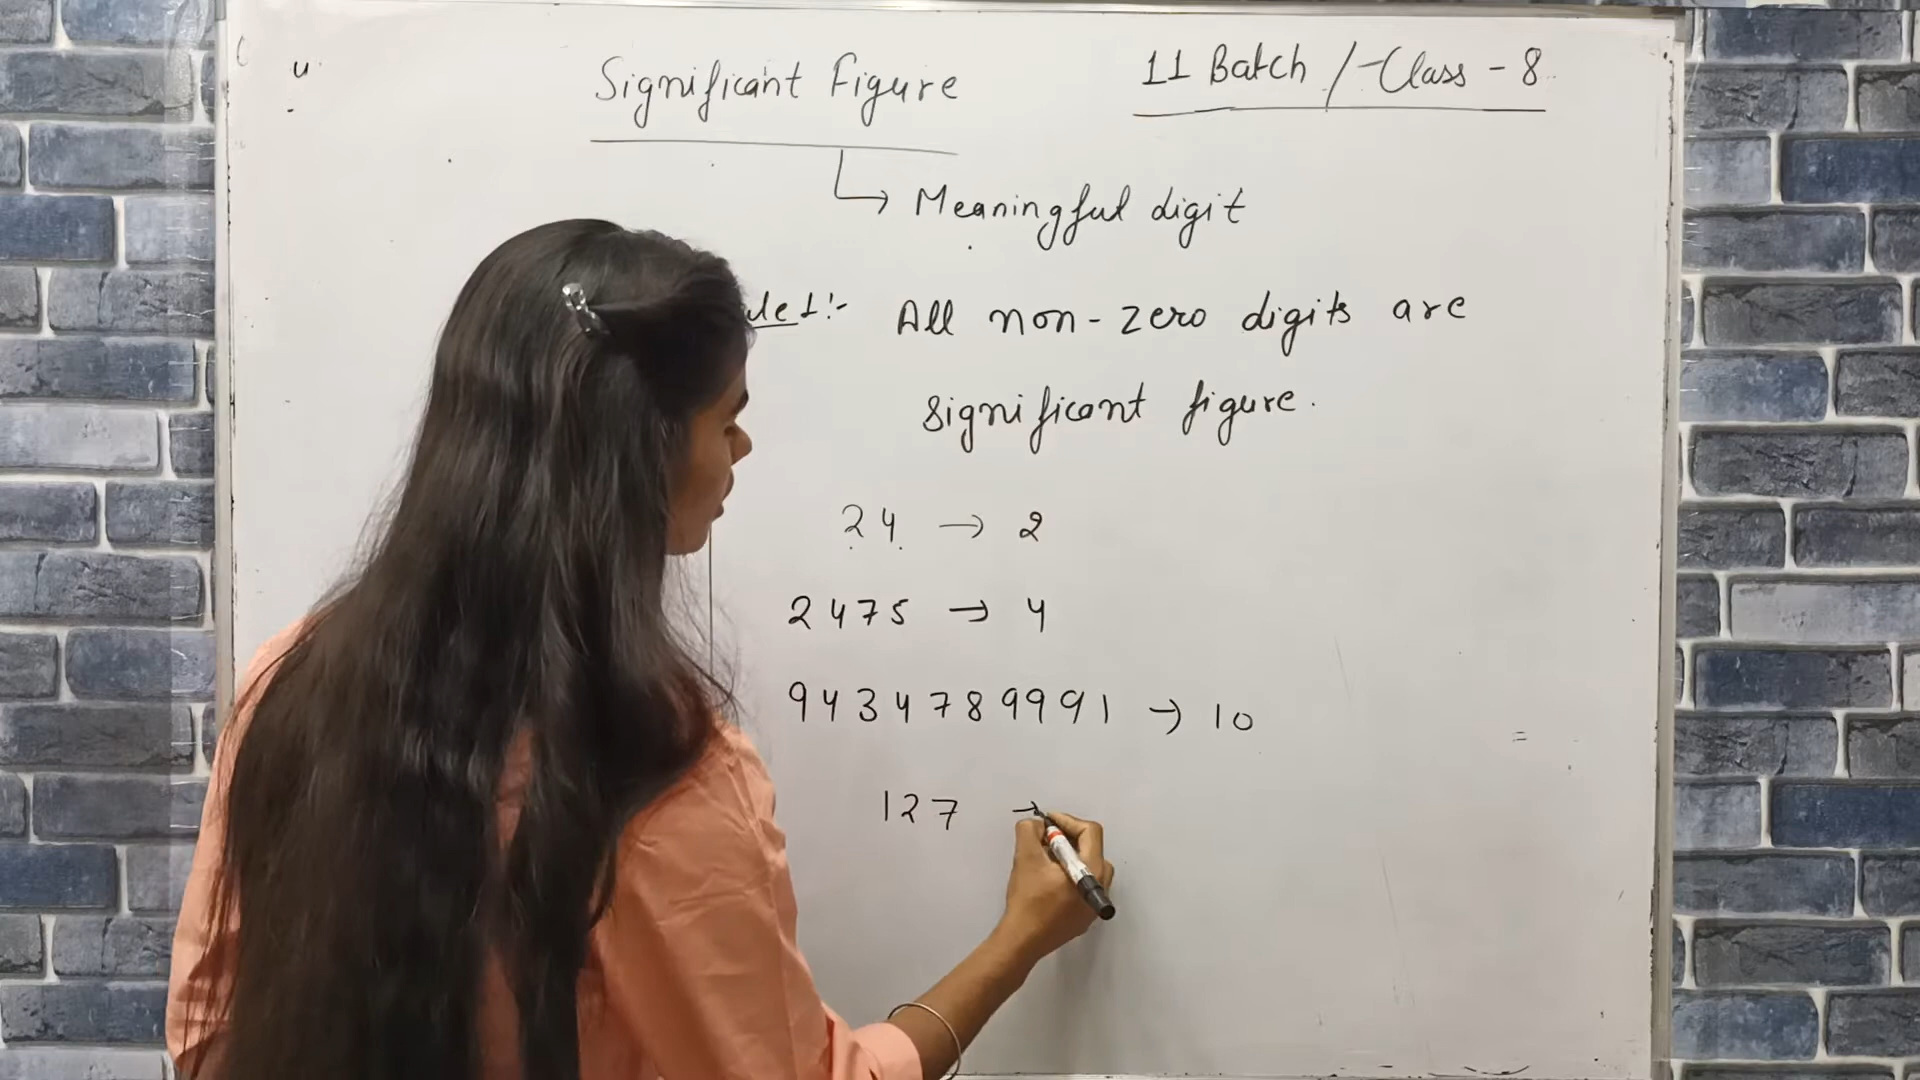 Significant Figure
11 Batch / Class - 8
↳ Meaningful digit
1:- All non-zero digits are
significant figure.
24 → 2
2475 → 4
9434789991 → 10
127 →